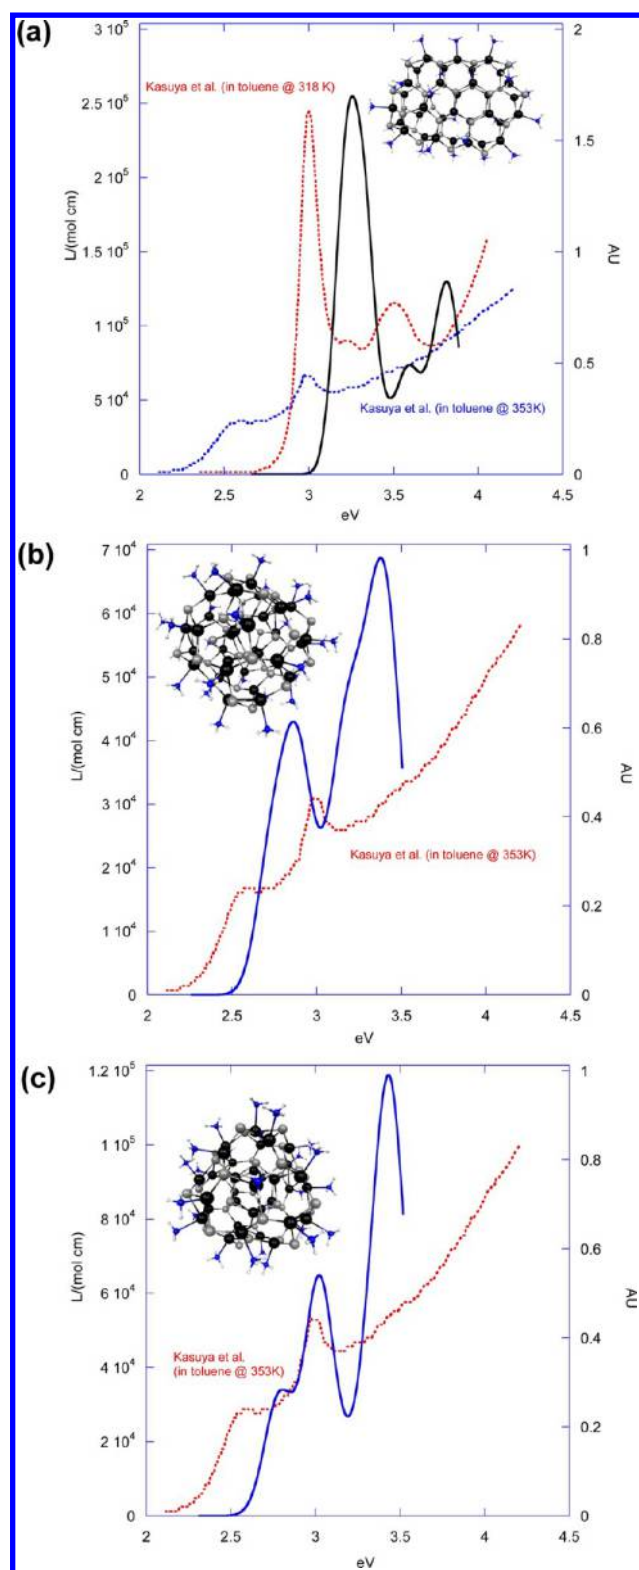 (a)
3 10⁵
2.5 10⁵
2 10⁵
1.5 10⁵
1 10⁵
5 10⁴
0
L/(mol cm)
Kasuya et al. (in toluene @ 318 K)
Kasuya et al. (in toluene @ 353K)
2
1.5
1
0.5
0
AU
2 2.5 3 3.5 4 4.5
eV
(b)
7 10⁴
6 10⁴
5 10⁴
4 10⁴
3 10⁴
2 10⁴
1 10⁴
0
L/(mol cm)
Kasuya et al. (in toluene @ 353K)
1
0.8
0.6
0.4
0.2
0
AU
2 2.5 3 3.5 4 4.5
eV
(c)
1.2 10⁵
1 10⁵
8 10⁴
6 10⁴
4 10⁴
2 10⁴
0
L/(mol cm)
Kasuya et al.
(in toluene @ 353K)
1
0.8
0.6
0.4
0.2
0
AU
2 2.5 3 3.5 4 4.5
eV